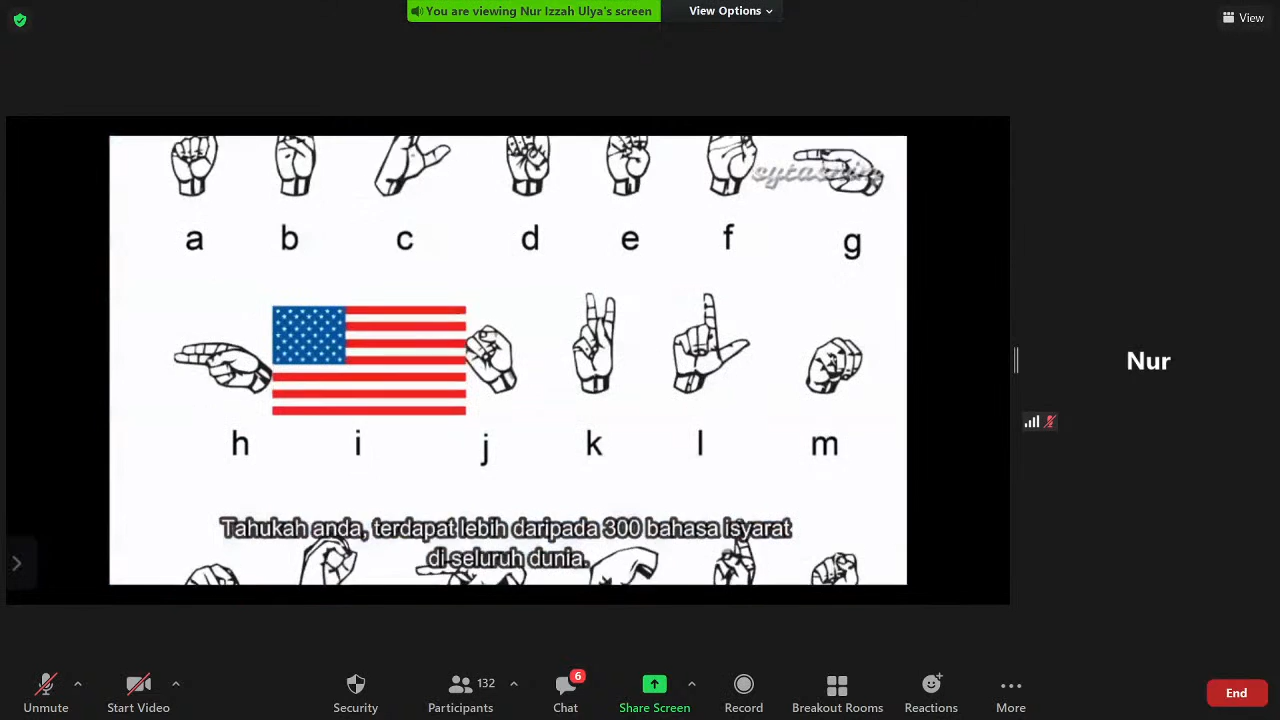 You are viewing Nur Izzah Ulya's screen
View Options
View
a b c d e f g
h i j k l m
Tahukah anda, terdapat lebih daripada 300 bahasa isyarat
di seluruh dunia.
Nur
132
6
Unmute
Start Video
Security
Participants
Chat
Share Screen
Record
Breakout Rooms
Reactions
More
End